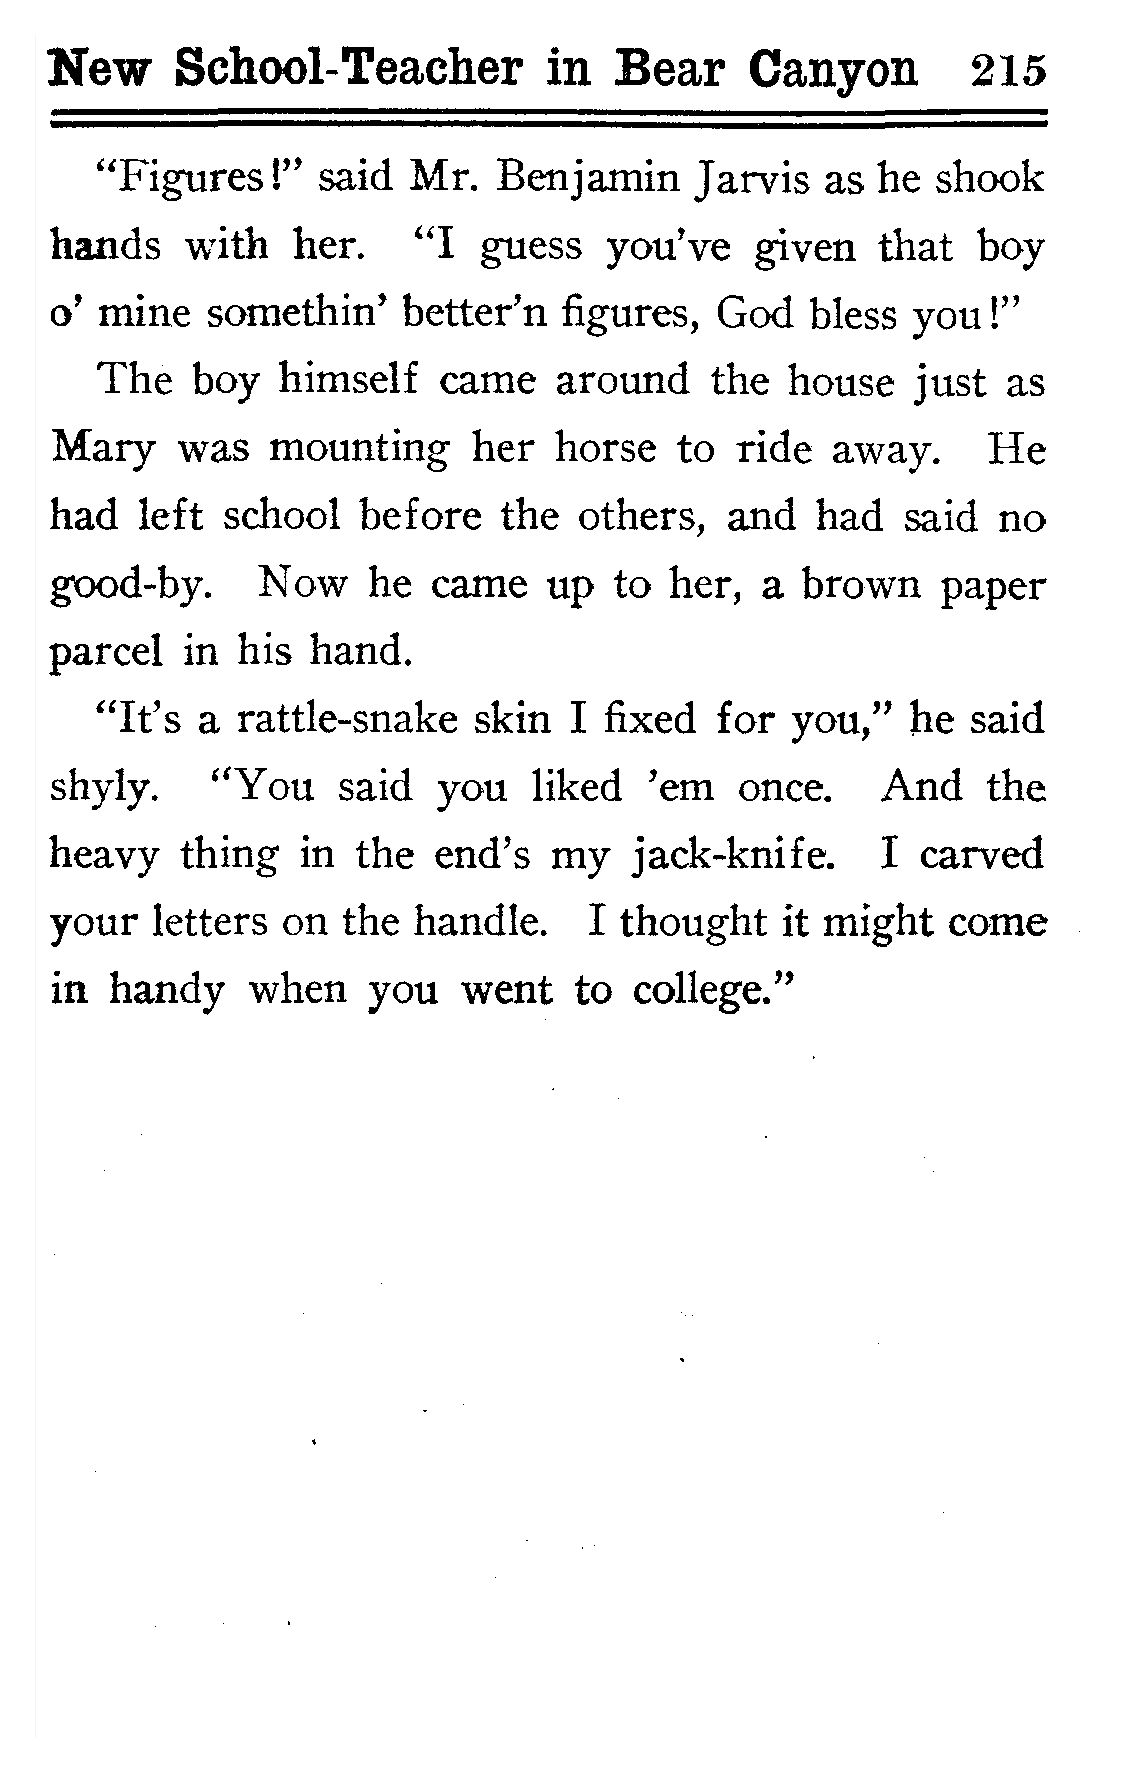 New School-Teacher in Bear Canyon 215
"Figures!" said Mr. Benjamin Jarvis as he shook
hands with her. "I guess you've given that boy
o' mine somethin' better'n figures, God bless you!"
The boy himself came around the house just as
Mary was mounting her horse to ride away. He
had left school before the others, and had said no
good-by. Now he came up to her, a brown paper
parcel in his hand.
"It's a rattle-snake skin I fixed for you," he said
shyly. "You said you liked 'em once. And the
heavy thing in the end's my jack-knife. I carved
your letters on the handle. I thought it might come
in handy when you went to college."